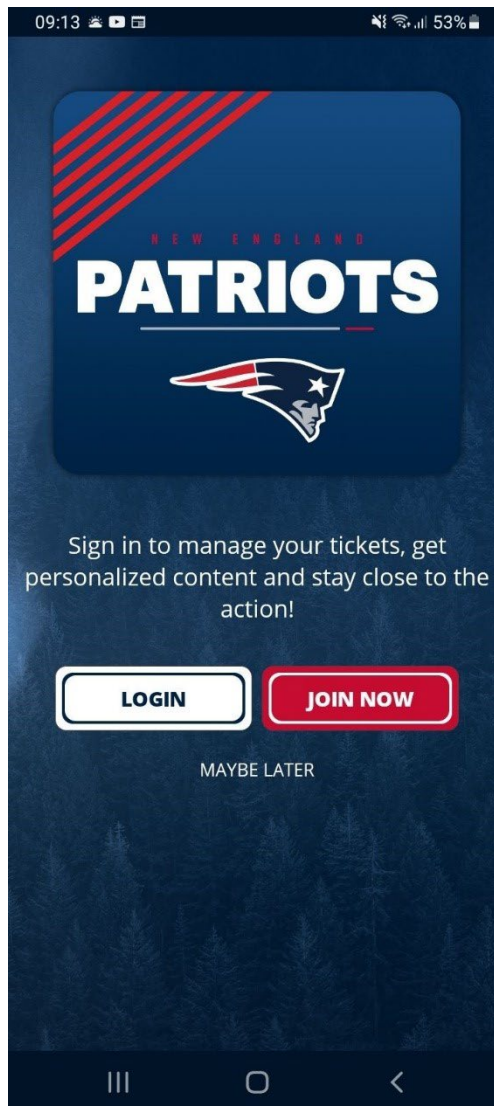 09:13
53%
NEW ENGLAND
PATRIOTS
Sign in to manage your tickets, get
personalized content and stay close to the
action!
LOGIN
JOIN NOW
MAYBE LATER